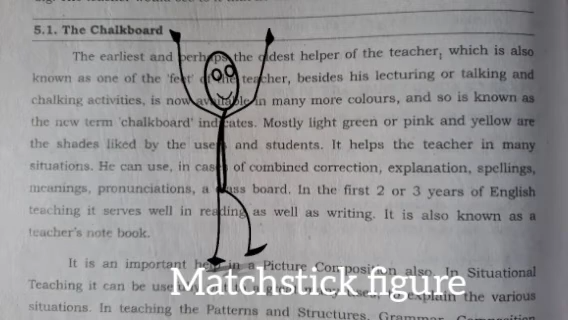 5.1. The Chalkboard
The earliest and perhaps the oldest helper of the teacher, which is also
known as one of the 'feet' of the teacher, besides his lecturing or talking and
chalking activities, is now available in many more colours, and so is known as
the new term 'chalkboard' indicates. Mostly light green or pink and yellow are
the shades liked by the users and students. It helps the teacher in many
situations. He can use, in case of combined correction, explanation, spellings,
meanings, pronunciations, a class board. In the first 2 or 3 years of English
teaching it serves well in reading as well as writing. It is also known as a
teacher's note book.
It is an important help in a Picture Composition also. In Situational
Teaching it can be used explain the various
situations. In teaching the Patterns and Structures, Grammar, Composition
Matchstick figure